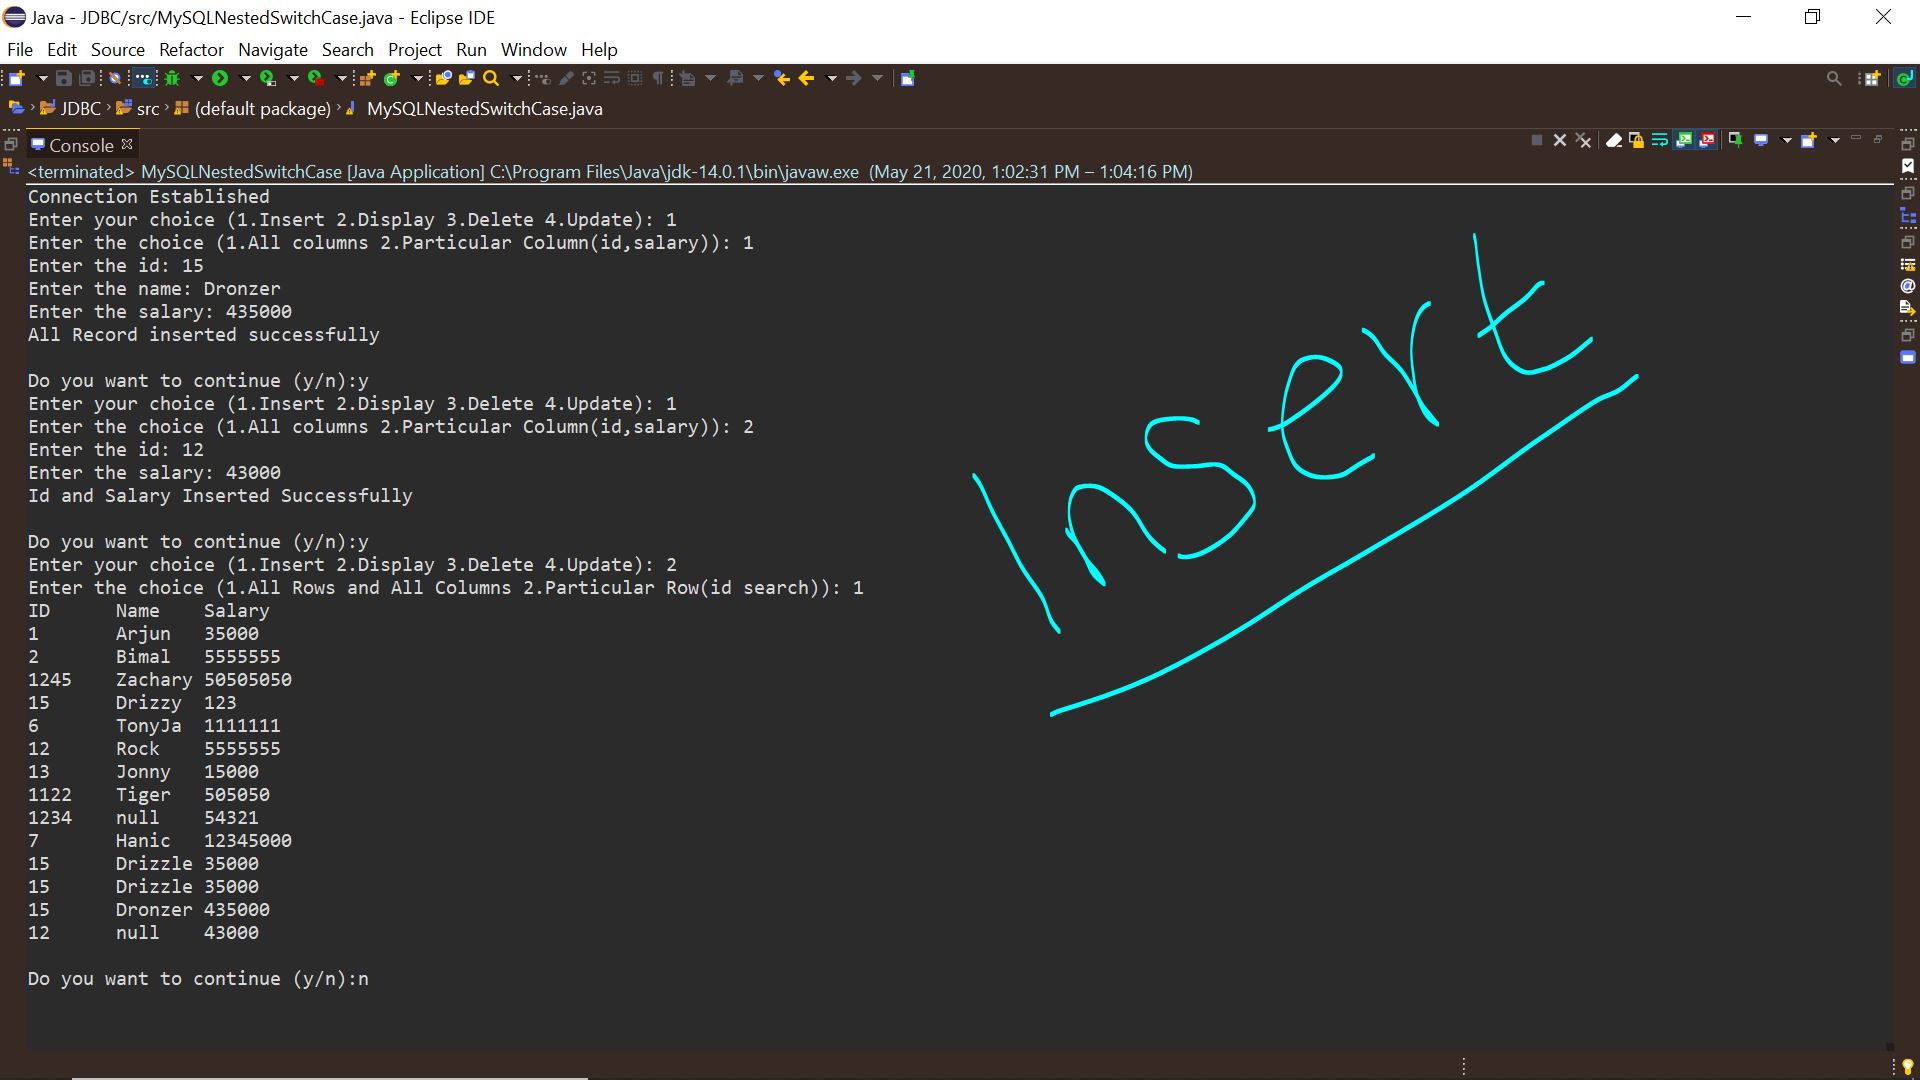 Java - JDBC/src/MySQLNestedSwitchCase.java - Eclipse IDE
File Edit Source Refactor Navigate Search Project Run Window Help
JDBC src (default package) MySQLNestedSwitchCase.java
Console
<terminated> MySQLNestedSwitchCase [Java Application] C:\Program Files\Java\jdk-14.0.1\bin\javaw.exe (May 21, 2020, 1:02:31 PM – 1:04:16 PM)
Connection Established
Enter your choice (1.Insert 2.Display 3.Delete 4.Update): 1
Enter the choice (1.All columns 2.Particular Column(id,salary)): 1
Enter the id: 15
Enter the name: Dronzer
Enter the salary: 435000
All Record inserted successfully
Do you want to continue (y/n):y
Enter your choice (1.Insert 2.Display 3.Delete 4.Update): 1
Enter the choice (1.All columns 2.Particular Column(id,salary)): 2
Enter the id: 12
Enter the salary: 43000
Id and Salary Inserted Successfully
Do you want to continue (y/n):y
Enter your choice (1.Insert 2.Display 3.Delete 4.Update): 2
Enter the choice (1.All Rows and All Columns 2.Particular Row(id search)): 1
ID Name Salary
1 Arjun 35000
2 Bimal 5555555
1245 Zachary 50505050
15 Drizzy 123
6 TonyJa 1111111
12 Rock 5555555
13 Jonny 15000
1122 Tiger 505050
1234 null 54321
7 Hanic 12345000
15 Drizzle 35000
15 Drizzle 35000
15 Dronzer 435000
12 null 43000
Do you want to continue (y/n):n
Insert